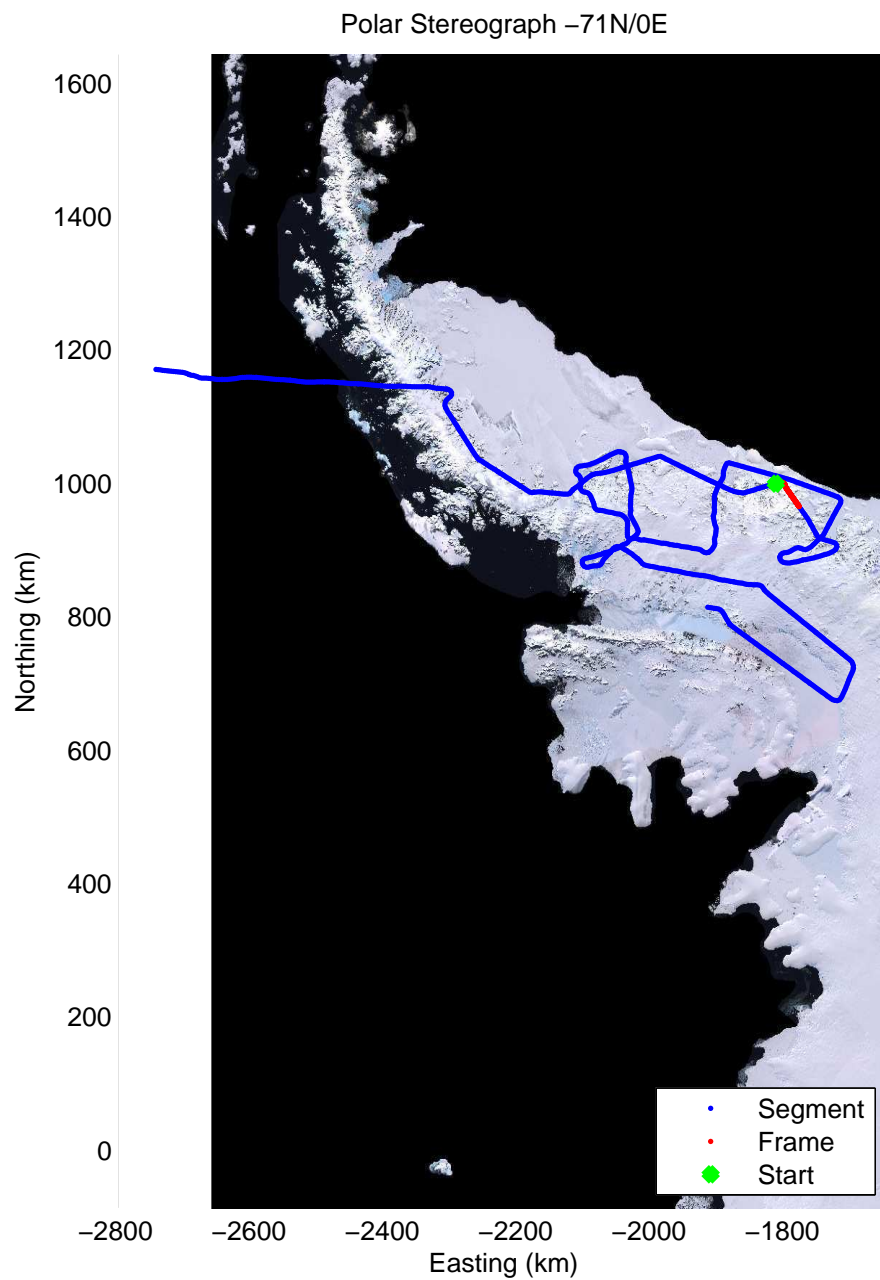 Polar Stereograph −71N/0E
1600
1400
1200
1000
800
600
400
200
0
Northing (km)
−2800 −2600 −2400 −2200 −2000 −1800
Easting (km)
Segment
Frame
Start